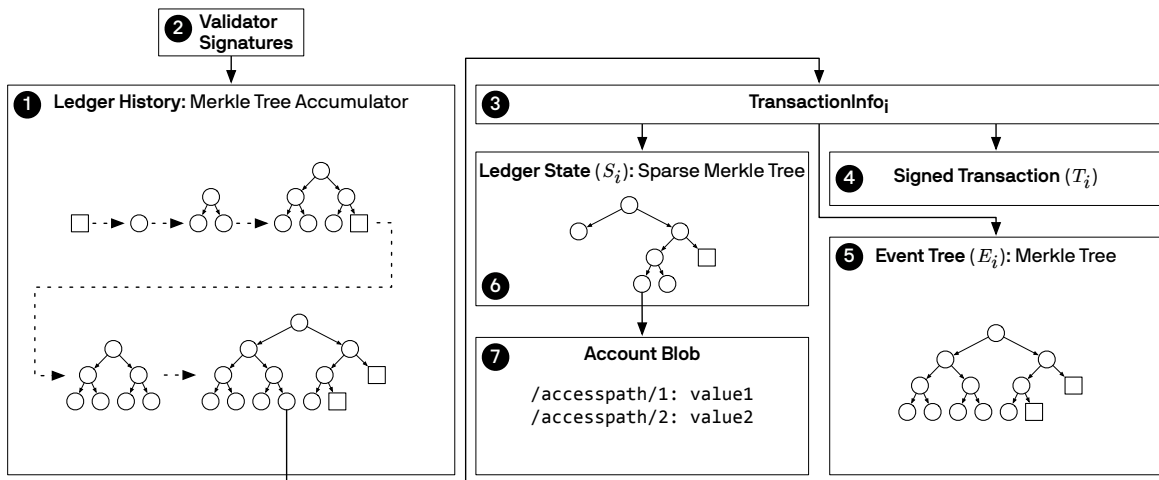 2 Validator
Signatures
1 Ledger History: Merkle Tree Accumulator
3 TransactionInfoi
Ledger State (Si): Sparse Merkle Tree
6
4 Signed Transaction (Ti)
5 Event Tree (Ei): Merkle Tree
7 Account Blob
/accesspath/1: value1
/accesspath/2: value2